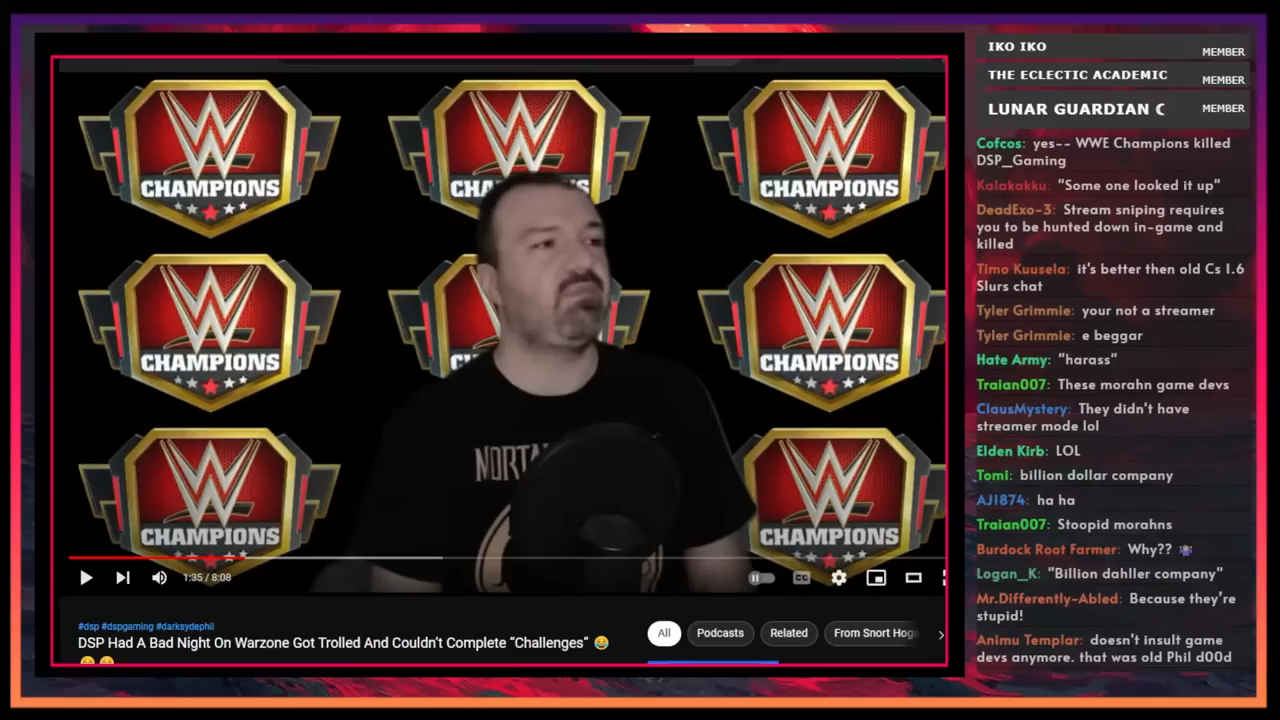 CHAMPIONS
CHA
NS
CHAMPIONS
CHAMPIONS
C
CHAMPIONS
NORTA
CHAMPIONS
CHAMPIONS
1:35 / 8:08
CC
#dsp #dspgaming #darksydephil
DSP Had A Bad Night On Warzone Got Trolled And Couldn't Complete “Challenges” 😂
All
Podcasts
Related
From Snort Hog
IKO IKO
MEMBER
THE ECLECTIC ACADEMIC
MEMBER
LUNAR GUARDIAN C
MEMBER
Cofcos: yes-- WWE Champions killed
DSP_Gaming
Kalakakku: "Some one looked it up"
DeadExo-3: Stream sniping requires
you to be hunted down in-game and
killed
Timo Kuusela: it's better then old Cs 1.6
Slurs chat
Tyler Grimmie: your not a streamer
Tyler Grimmie: e beggar
Hate Army: "harass"
Traian007: These morahn game devs
ClausMystery: They didn't have
streamer mode lol
Elden Kirb: LOL
Tomi: billion dollar company
AJ1874: ha ha
Traian007: Stoopid morahns
Burdock Root Farmer: Why??
Logan_K: "Billion dahller company"
Mr.Differently-Abled: Because they're
stupid!
Animu Templar: doesn't insult game
devs anymore. that was old Phil d00d